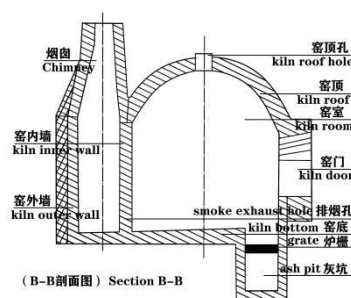 烟囱
Chimney
窑顶孔
kiln roof hole
窑顶
kiln roof
窑室
kiln room
窑内墙
kiln inner wall
窑门
kiln door
窑外墙
kiln outer wall
smoke exhaust hole 排烟孔
kiln bottom 窑底
grate 炉栅
ash pit 灰坑
(B-B剖面图) Section B-B